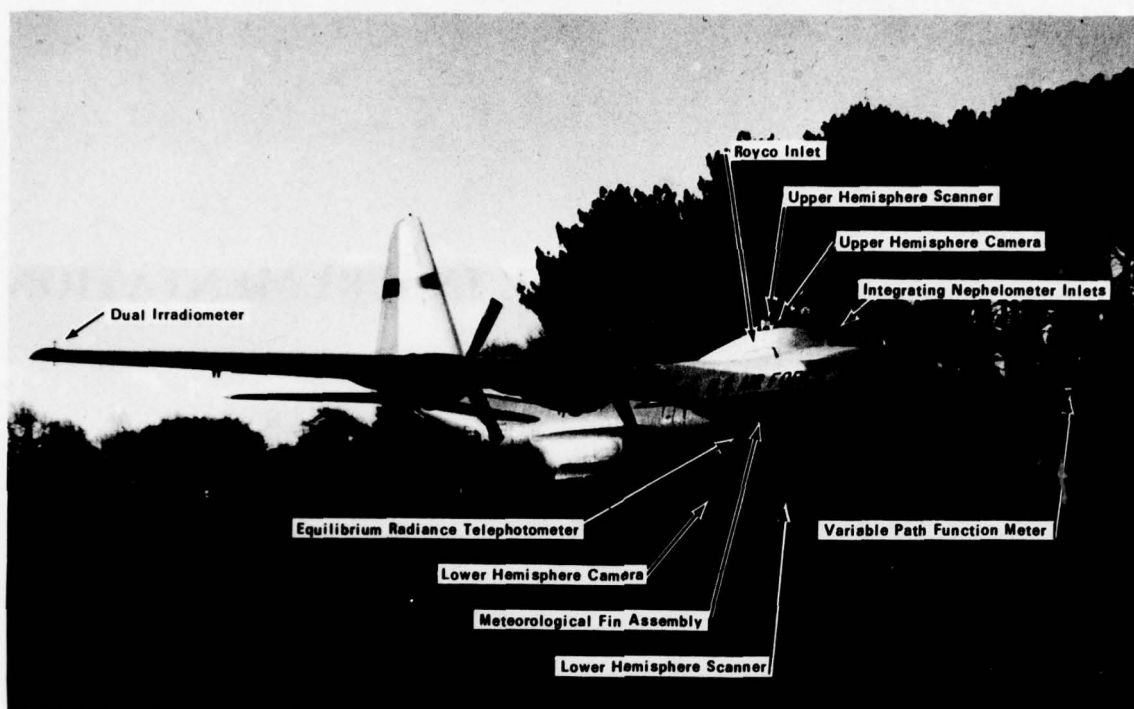 Royco Inlet
Upper Hemisphere Scanner
Upper Hemisphere Camera
Integrating Nephelometer Inlets
Dual Irradiometer
Equilibrium Radiance Telephotometer
Variable Path Function Meter
Lower Hemisphere Camera
Meteorological Fin Assembly
Lower Hemisphere Scanner